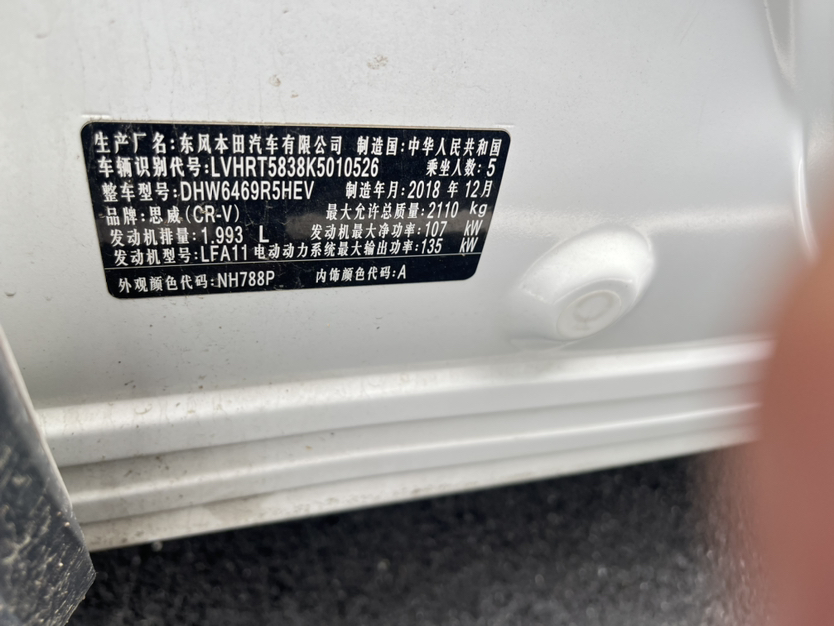 生产厂名:东风本田汽车有限公司 制造国:中华人民共和国
车辆识别代号:LVHRT5838K5010526 乘坐人数:5
整车型号:DHW6469R5HEV 制造年月:2018 年 12月
品牌:思威(CR-V) 最大允许总质量:2110 kg
发动机排量:1.993 L 发动机最大净功率:107 kW
发动机型号:LFA11 电动动力系统最大输出功率:135 kW
外观颜色代码:NH788P 内饰颜色代码:A